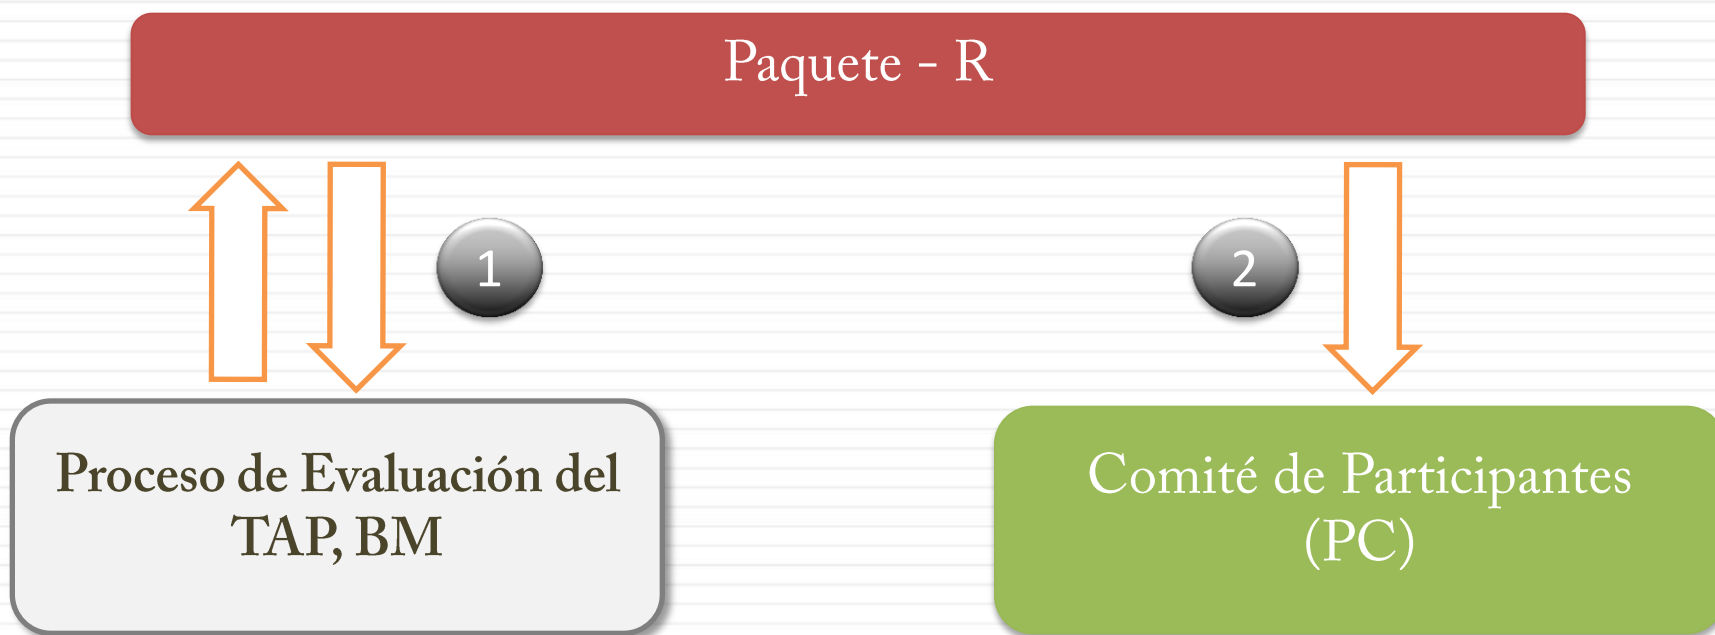 Paquete - R
1
2
Proceso de Evaluación del
TAP, BM
Comité de Participantes
(PC)